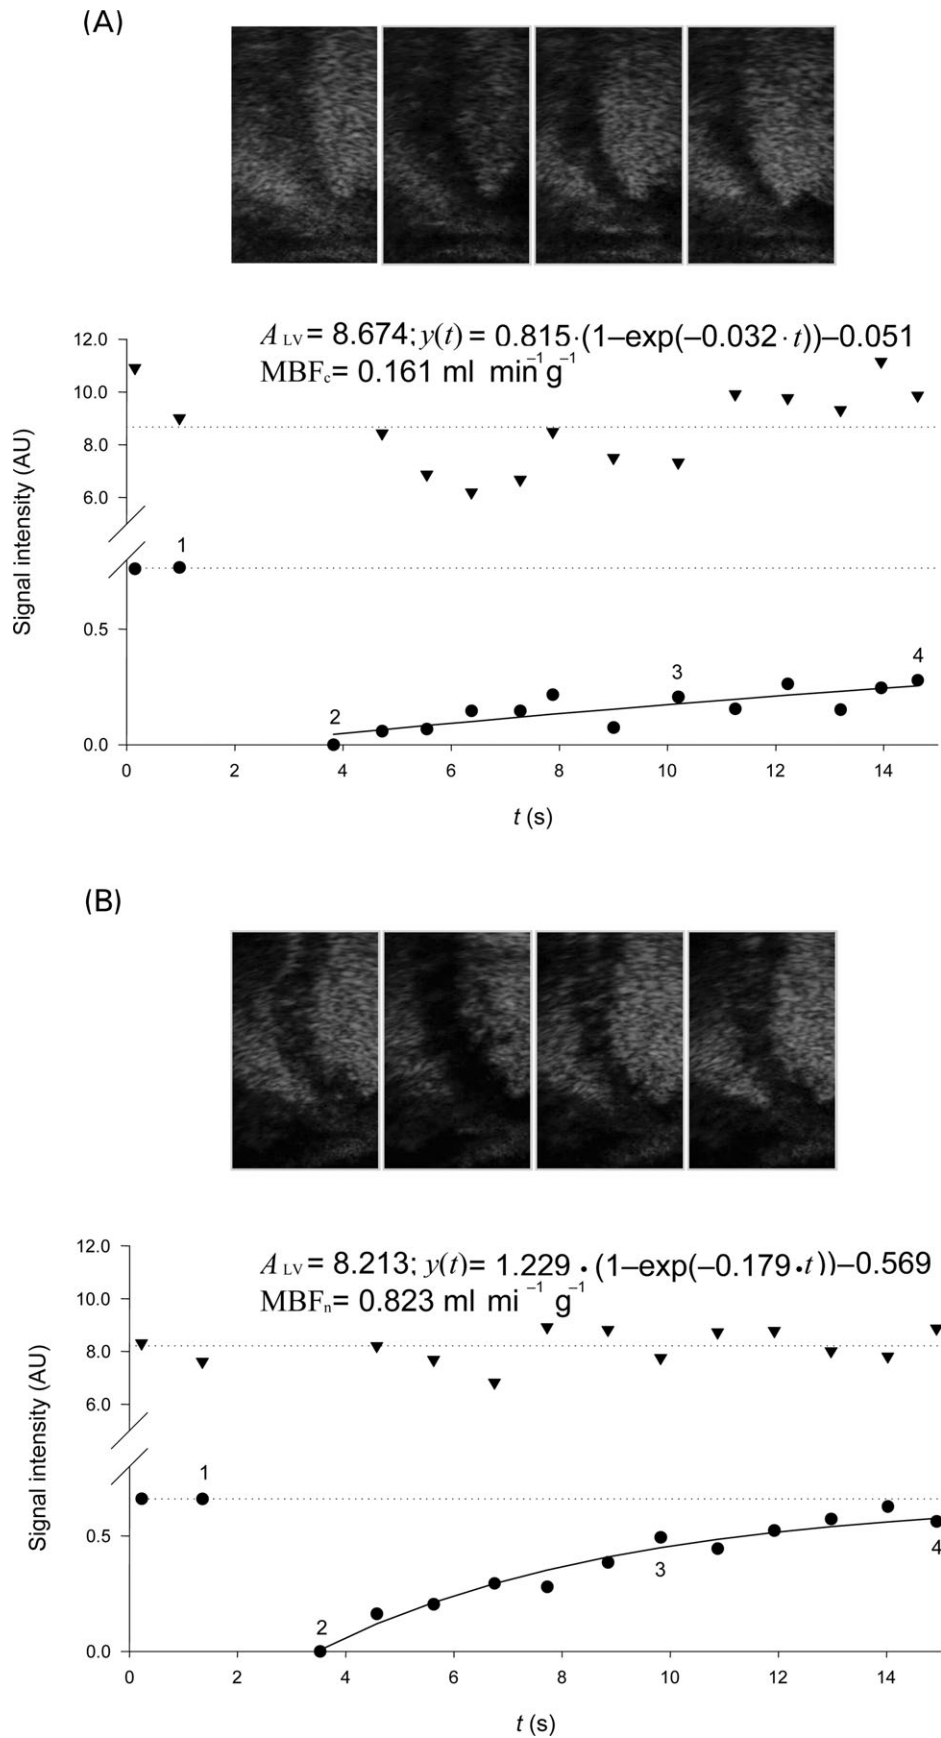 (A)
A LV = 8.674; y(t) = 0.815·(1–exp(–0.032 · t))–0.051
MBFc = 0.161 ml min⁻¹ g⁻¹
12.0
10.0
8.0
6.0
Signal intensity (AU)
1
0.5
3
4
2
0.0
0 2 4 6 8 10 12 14
t (s)
(B)
A LV = 8.213; y(t) = 1.229 • (1–exp(–0.179 •t))–0.569
MBFn = 0.823 ml mi⁻¹ g⁻¹
12.0
10.0
8.0
6.0
Signal intensity (AU)
1
0.5
3
4
2
0.0
0 2 4 6 8 10 12 14
t (s)